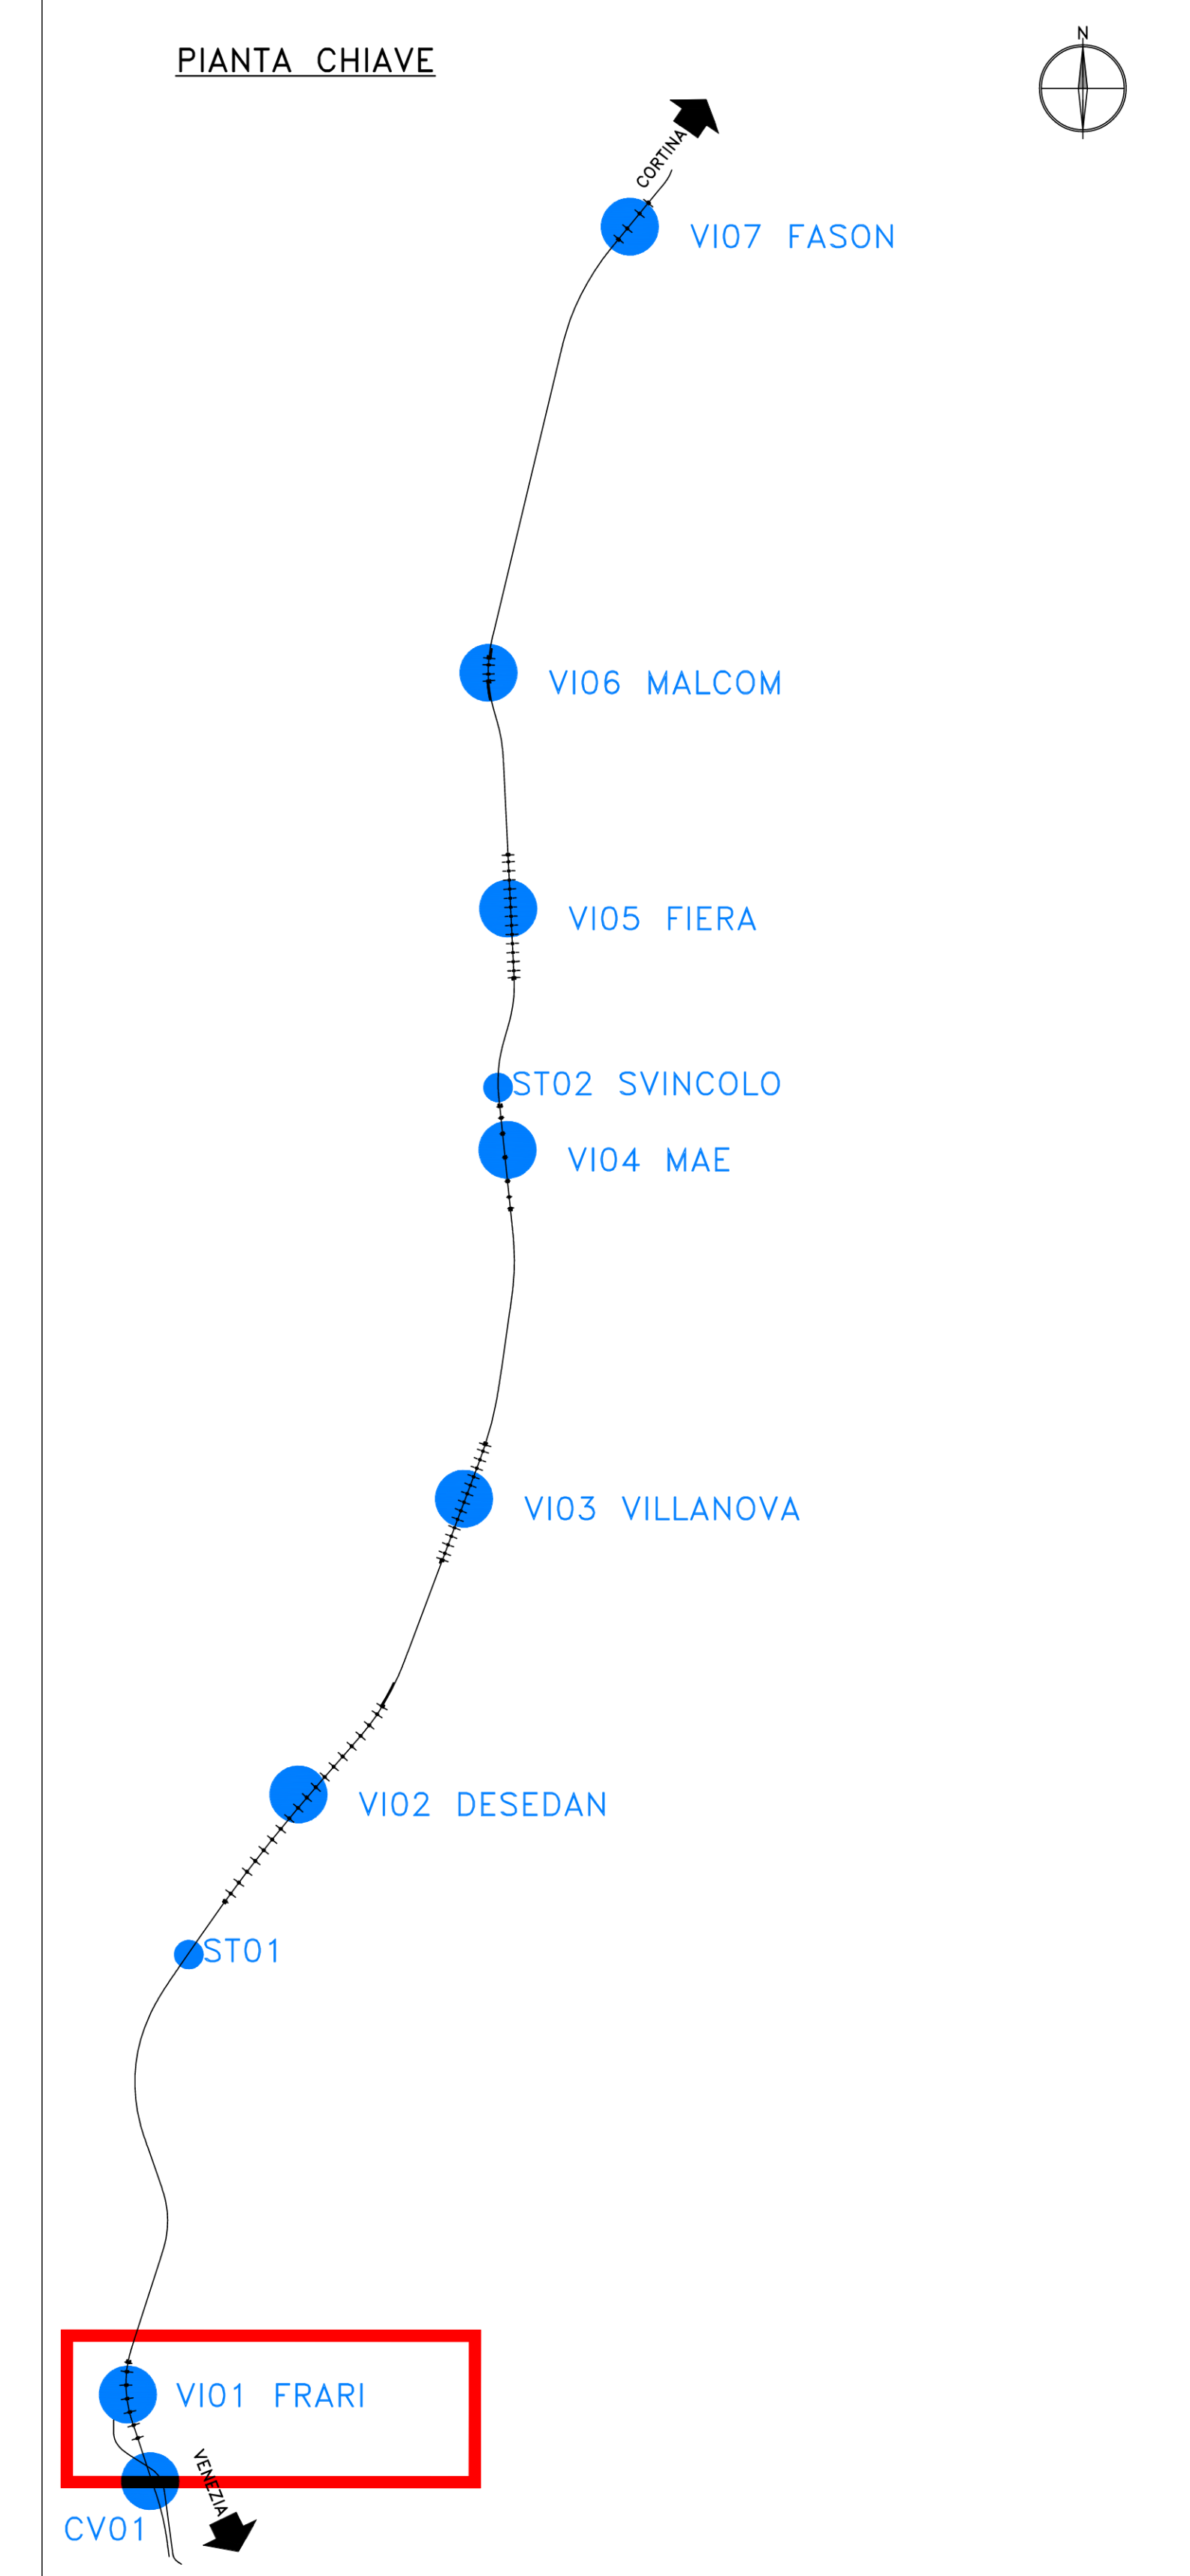 N
PIANTA CHIAVE
CORTINA
VI07 FASON
VI06 MALCOM
VI05 FIERA
ST02 SVINCOLO
VI04 MAE
VI03 VILLANOVA
VI02 DESEDAN
ST01
VI01 FRARI
VENEZIA
CV01